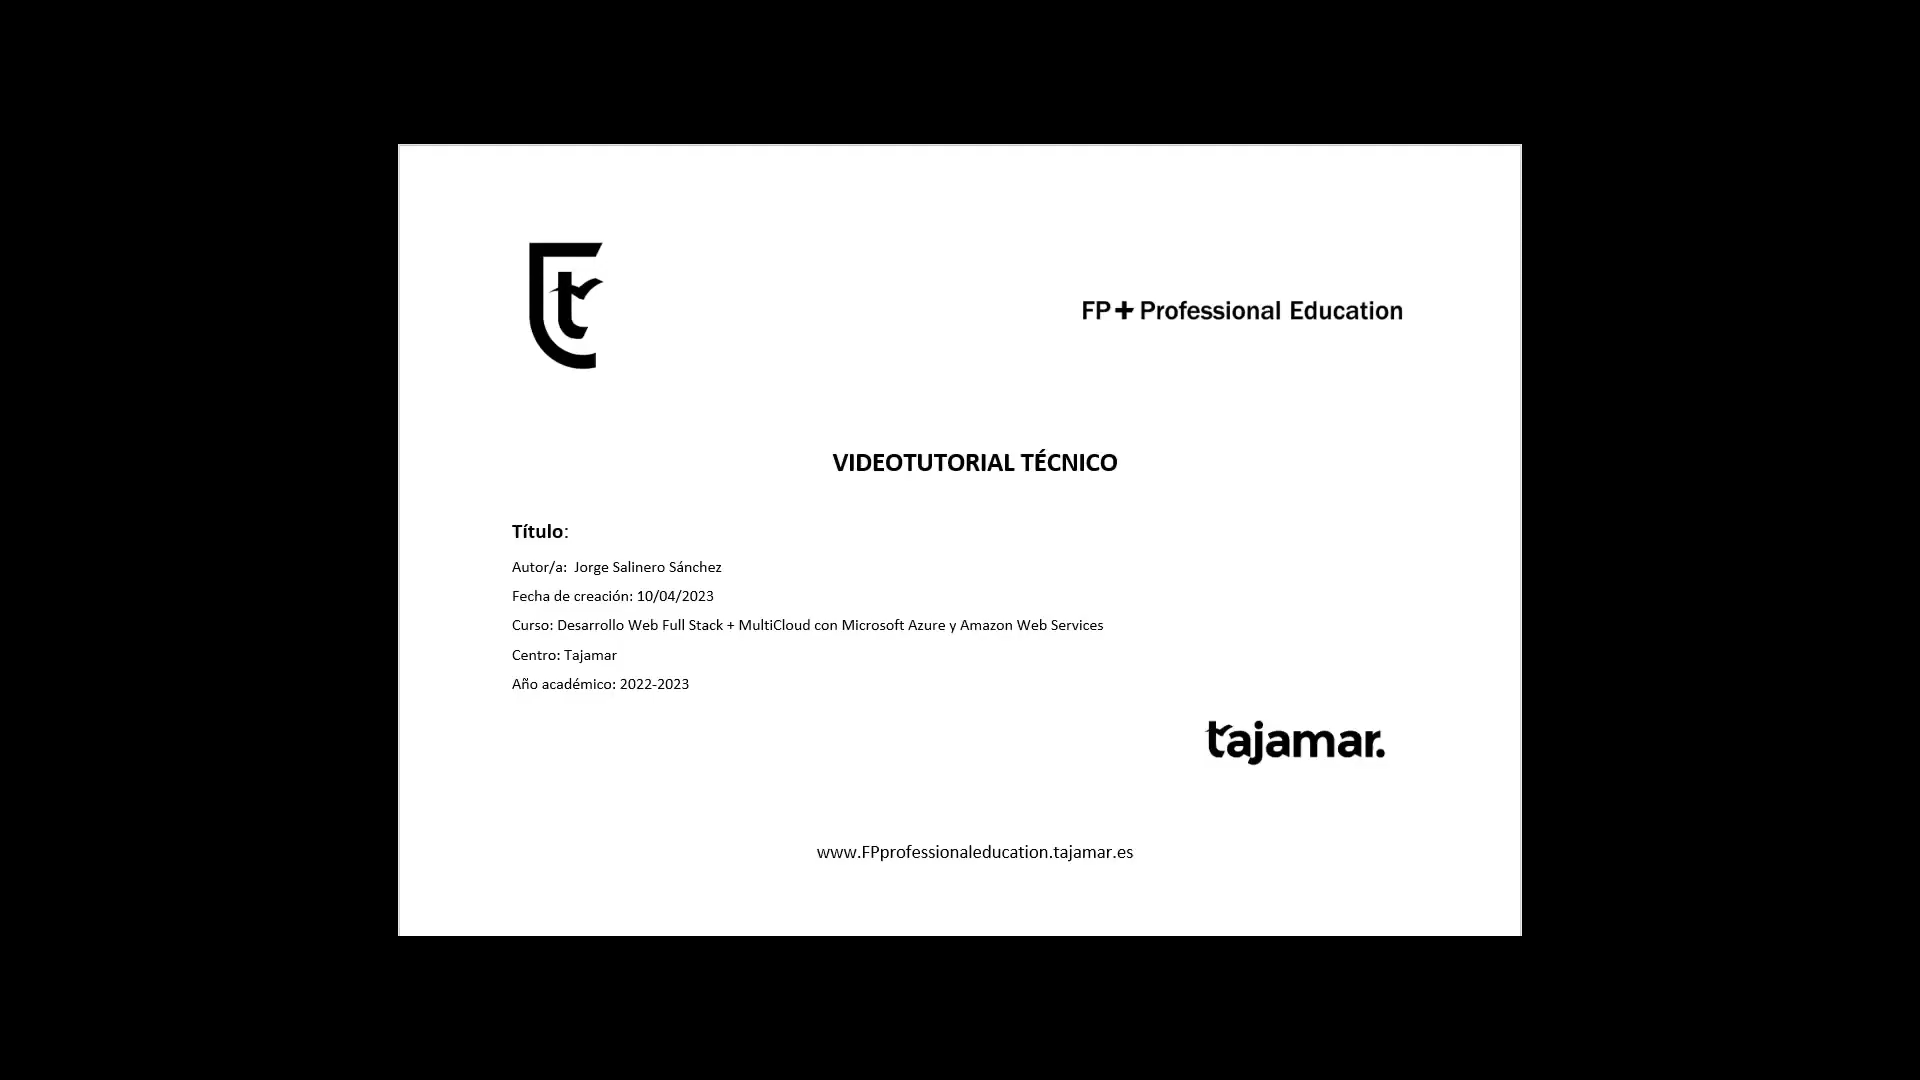 FP+Professional Education
VIDEOTUTORIAL TÉCNICO
Título:
Autor/a: Jorge Salinero Sánchez
Fecha de creación: 10/04/2023
Curso: Desarrollo Web Full Stack + MultiCloud con Microsoft Azure y Amazon Web Services
Centro: Tajamar
Año académico: 2022-2023
tajamar.
www.FPprofessionaleducation.tajamar.es